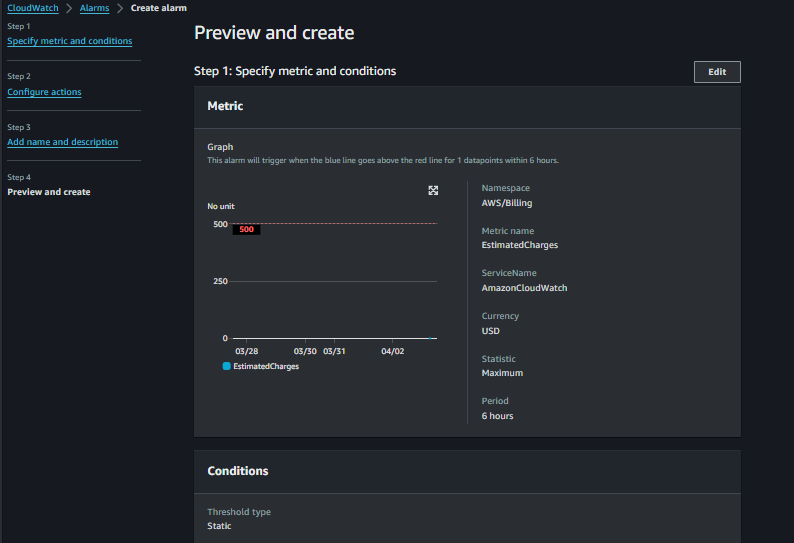 CloudWatch > Alarms > Create alarm
Step 1
Specify metric and conditions
Step 2
Configure actions
Step 3
Add name and description
Step 4
Preview and create
Preview and create
Step 1: Specify metric and conditions
Edit
Metric
Graph
This alarm will trigger when the blue line goes above the red line for 1 datapoints within 6 hours.
No unit
500
500
250
0
03/28 03/30 03/31 04/02
EstimatedCharges
Namespace
AWS/Billing
Metric name
EstimatedCharges
ServiceName
AmazonCloudWatch
Currency
USD
Statistic
Maximum
Period
6 hours
Conditions
Threshold type
Static